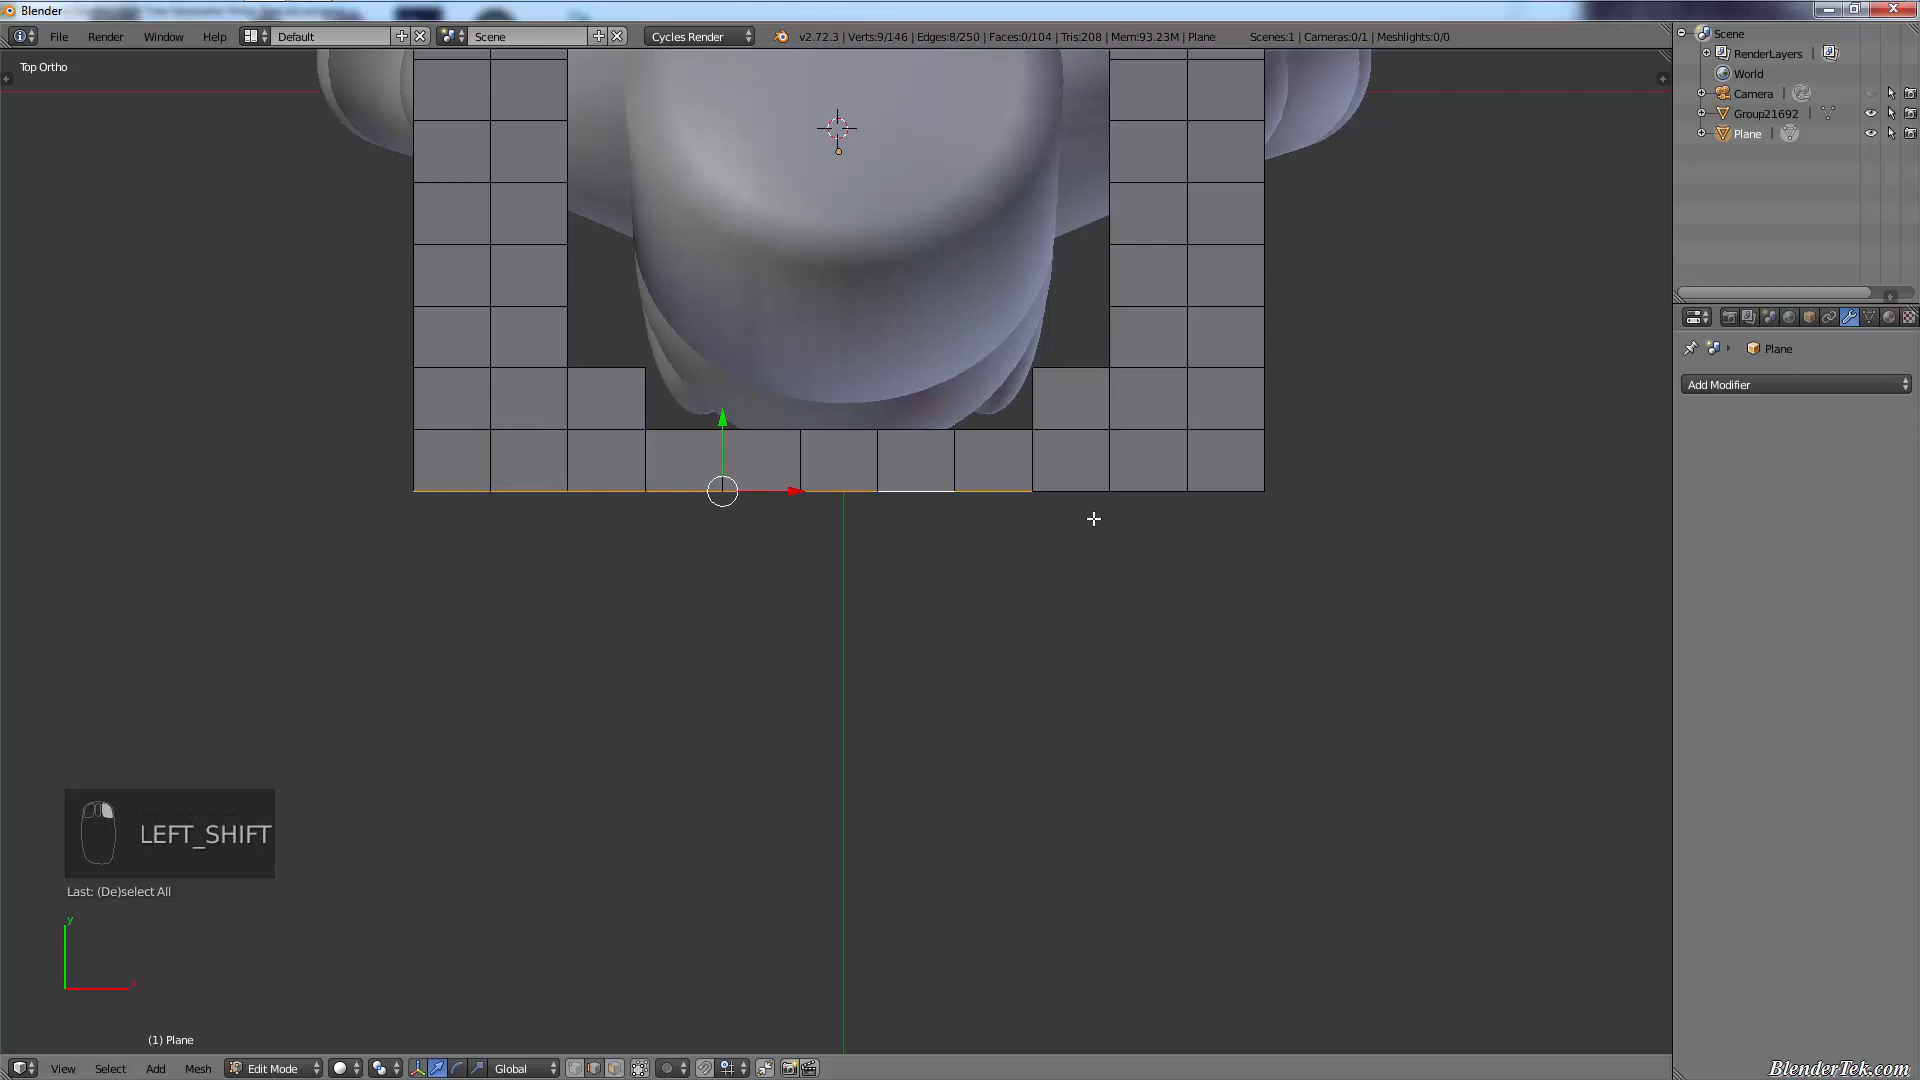 Blender
File Render Window Help Default Scene Cycles Render v2.72.3 | Verts:9/146 | Edges:8/250 | Faces:0/104 | Tris:208 | Mem:93.23M | Plane Scenes:1 | Cameras:0/1 | Meshlights:0/0
Top Ortho
Scene
RenderLayers
World
Camera
Group21692
Plane
Plane
Add Modifier
LEFT_SHIFT
Last: (De)select All
y
x
(1) Plane
View Select Add Mesh Edit Mode Global
BlenderTek.com